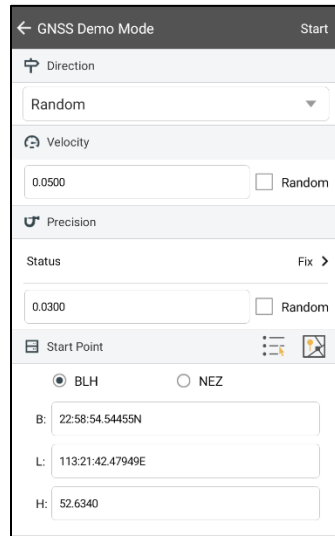 GNSS Demo Mode Start
Direction
Random
Velocity
0.0500 Random
Precision
Status Fix >
0.0300 Random
Start Point
BLH NEZ
B: 22:58:54.54455N
L: 113:21:42.47949E
H: 52.6340